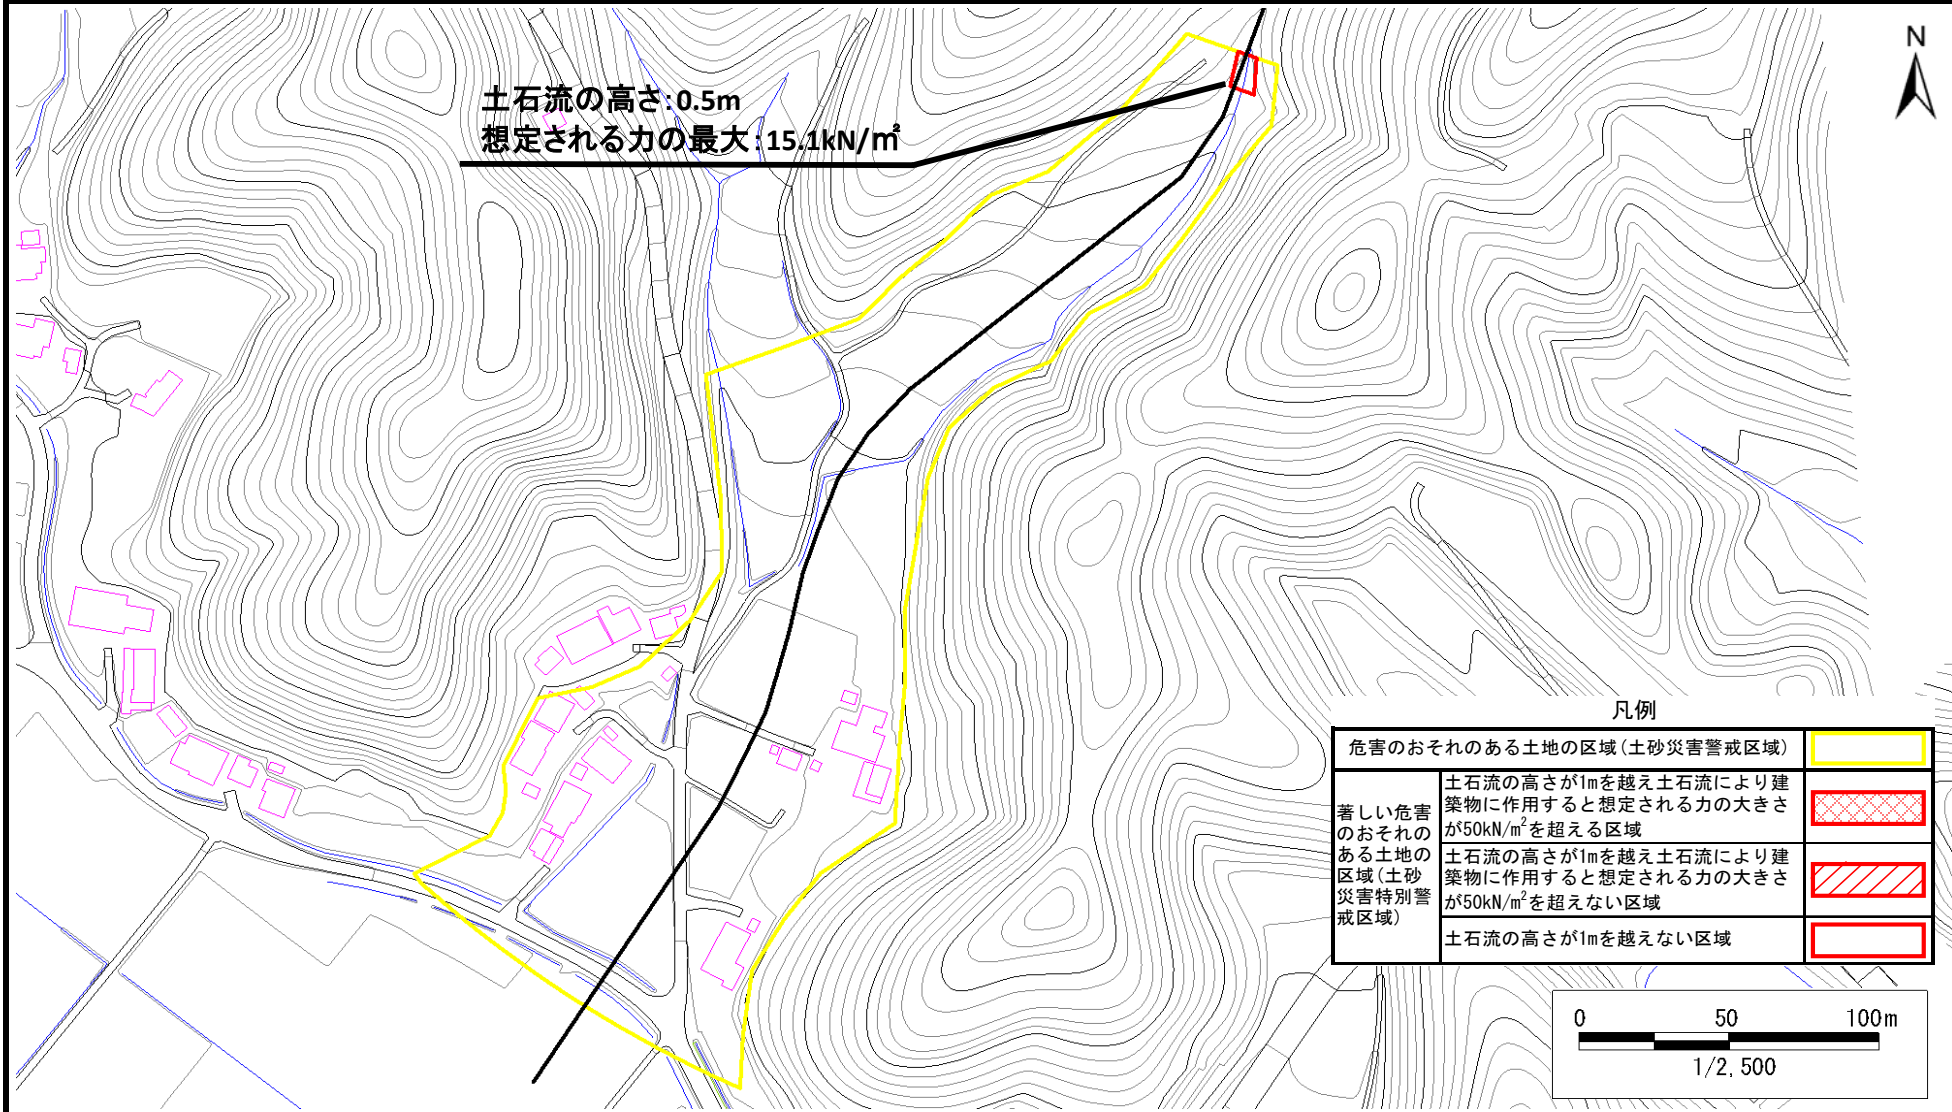 N
土石流の高さ:0.5m
想定される力の最大:15.1kN/㎡
凡例
危害のおそれのある土地の区域(土砂災害警戒区域)
著しい危害
のおそれの
ある土地の
区域(土砂
災害特別警
戒区域)
土石流の高さが1mを越え土石流により建
築物に作用すると想定される力の大きさ
が50kN/m²を超える区域
土石流の高さが1mを越え土石流により建
築物に作用すると想定される力の大きさ
が50kN/m²を超えない区域
土石流の高さが1mを越えない区域
0 50 100m
1/2,500